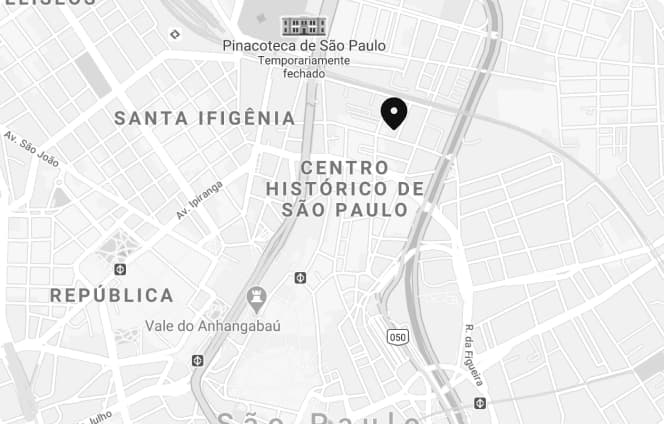 Pinacoteca de São Paulo
Temporariamente
fechado
SANTA IFIGÊNIA
Av. São João
CENTRO
HISTÓRICO DE
SÃO PAULO
Av. Ipiranga
REPÚBLICA
Vale do Anhangabaú
050
R. da Figueira
Julho
São Paulo